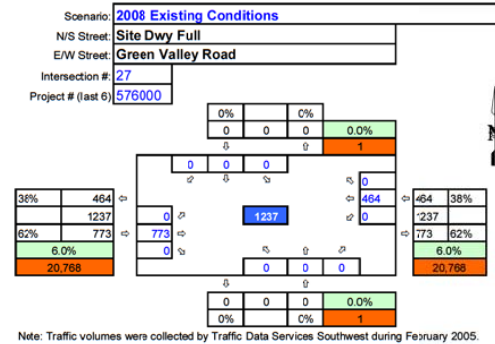 Scenario: 2008 Existing Conditions
N/S Street: Site Dwy Full
E/W Street: Green Valley Road
Intersection #: 27
Project # (last 6) 576000
0% 0%
0 0 0 0.0%
1
0 0 0 0
38% 464 464 464 38%
1237 0 1237 0 1237
62% 773 773 773 62%
6.0% 0 6.0%
20,768 0 0 0 20,768
0 0 0 0.0%
0% 0% 1
Note: Traffic volumes were collected by Traffic Data Services Southwest during February 2005.